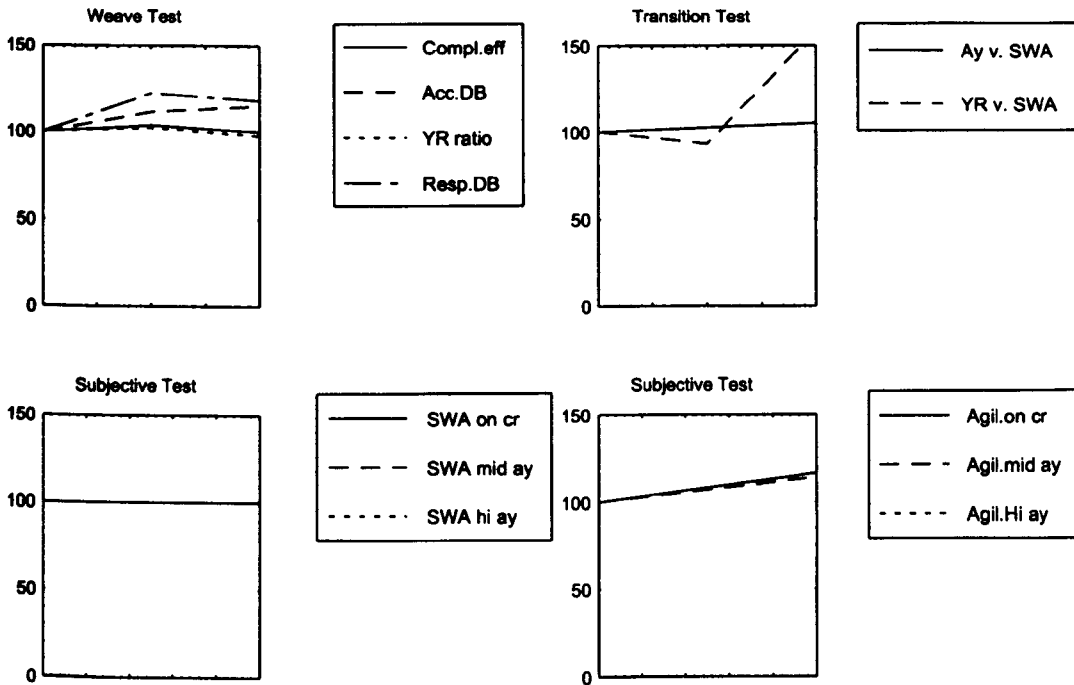 Weave Test
150
100
50
0
Compl.eff
Acc.DB
YR ratio
Resp.DB
Transition Test
150
100
50
0
Ay v. SWA
YR v. SWA
Subjective Test
150
100
50
0
SWA on cr
SWA mid ay
SWA hi ay
Subjective Test
150
100
50
0
Agil.on cr
Agil.mid ay
Agil.Hi ay